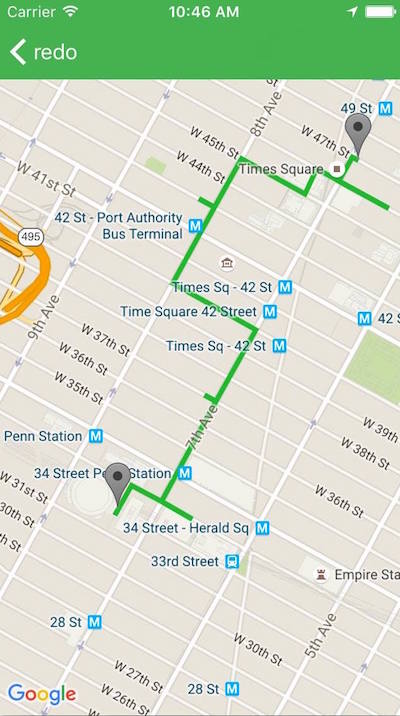 Carrier
10:46 AM
redo
8th Ave
49 St
W 45th St
W 47th St
W 44th St
Times Square
W 41st St
42 St - Port Authority
Bus Terminal
495
Times Sq - 42 St
9th Ave
Time Square 42 Street
42 S
W 37th St
Times Sq - 42 St
W 36th St
W 35th St
7th Ave
W 39th
Penn Station
W 38th St
34 Street Pe Station
W 31st St
W 36th St
30th St
34 Street - Herald Sq
33rd Street
Empire Sta
28 St
5th Ave
W 30th St
W 27th St
28 St
W 26th St
Google